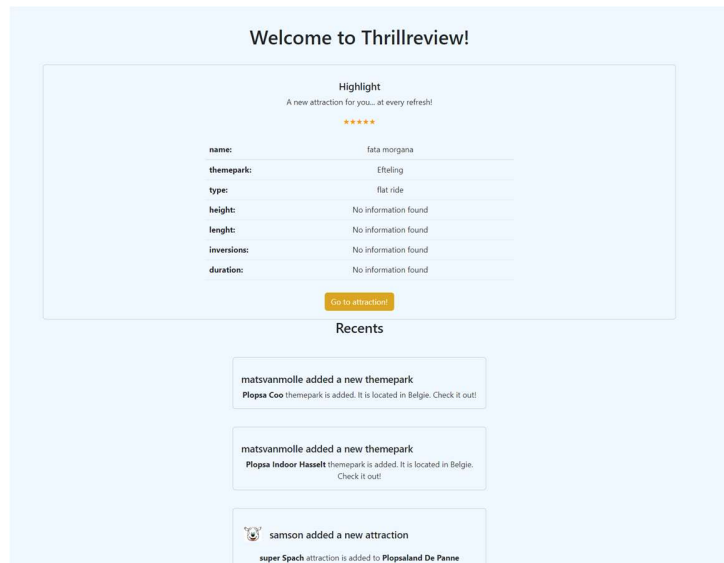 Welcome to Thrillreview!
Highlight
A new attraction for you... at every refresh!
★★★★★
name: fata morgana
themepark: Efteling
type: flat ride
height: No information found
lenght: No information found
inversions: No information found
duration: No information found
Go to attraction!
Recents
matsvanmolle added a new themepark
Plopsa Coo themepark is added. It is located in Belgie. Check it out!
matsvanmolle added a new themepark
Plopsa Indoor Hasselt themepark is added. It is located in Belgie.
Check it out!
samson added a new attraction
super Spach attraction is added to Plopsaland De Panne